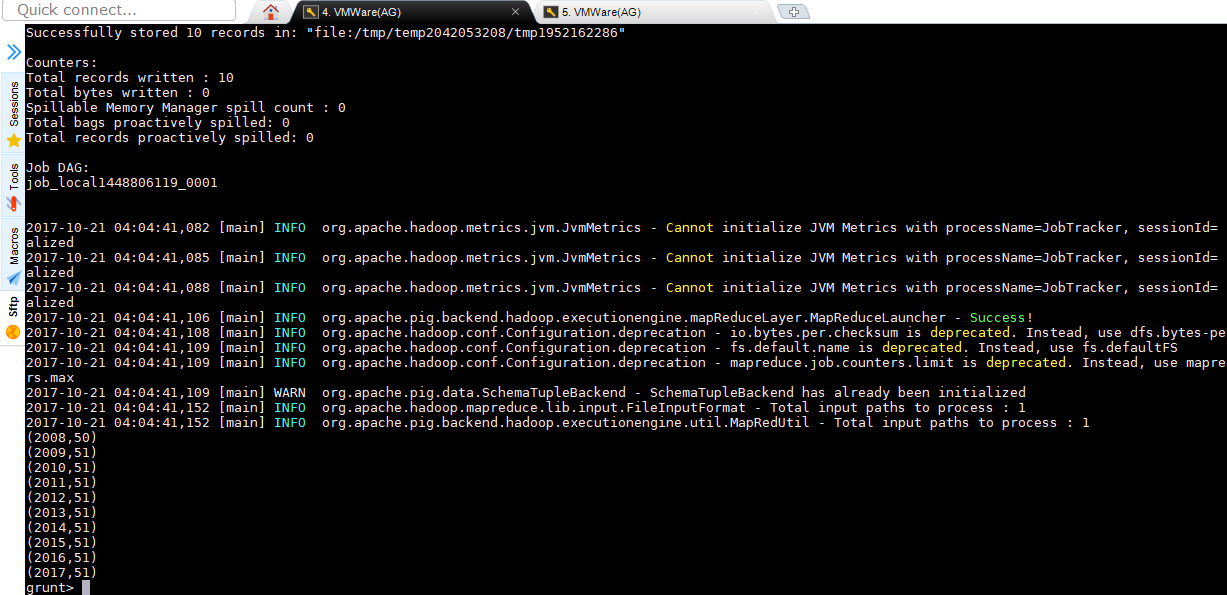 Quick connect...
4. VMWare(AG)
5. VMWare(AG)
Sessions
Tools
Macros
Sftp
Successfully stored 10 records in: "file:/tmp/temp2042053208/tmp1952162286"
Counters:
Total records written : 10
Total bytes written : 0
Spillable Memory Manager spill count : 0
Total bags proactively spilled: 0
Total records proactively spilled: 0
Job DAG:
job_local1448806119_0001
2017-10-21 04:04:41,082 [main] INFO  org.apache.hadoop.metrics.jvm.JvmMetrics - Cannot initialize JVM Metrics with processName=JobTracker, sessionId=
alized
2017-10-21 04:04:41,085 [main] INFO  org.apache.hadoop.metrics.jvm.JvmMetrics - Cannot initialize JVM Metrics with processName=JobTracker, sessionId=
alized
2017-10-21 04:04:41,088 [main] INFO  org.apache.hadoop.metrics.jvm.JvmMetrics - Cannot initialize JVM Metrics with processName=JobTracker, sessionId=
alized
2017-10-21 04:04:41,106 [main] INFO  org.apache.pig.backend.hadoop.executionengine.mapReduceLayer.MapReduceLauncher - Success!
2017-10-21 04:04:41,108 [main] INFO  org.apache.hadoop.conf.Configuration.deprecation - io.bytes.per.checksum is deprecated. Instead, use dfs.bytes-pe
2017-10-21 04:04:41,109 [main] INFO  org.apache.hadoop.conf.Configuration.deprecation - fs.default.name is deprecated. Instead, use fs.defaultFS
2017-10-21 04:04:41,109 [main] INFO  org.apache.hadoop.conf.Configuration.deprecation - mapreduce.job.counters.limit is deprecated. Instead, use mapre
rs.max
2017-10-21 04:04:41,109 [main] WARN  org.apache.pig.data.SchemaTupleBackend - SchemaTupleBackend has already been initialized
2017-10-21 04:04:41,152 [main] INFO  org.apache.hadoop.mapreduce.lib.input.FileInputFormat - Total input paths to process : 1
2017-10-21 04:04:41,152 [main] INFO  org.apache.pig.backend.hadoop.executionengine.util.MapRedUtil - Total input paths to process : 1
(2008,50)
(2009,51)
(2010,51)
(2011,51)
(2012,51)
(2013,51)
(2014,51)
(2015,51)
(2016,51)
(2017,51)
grunt>